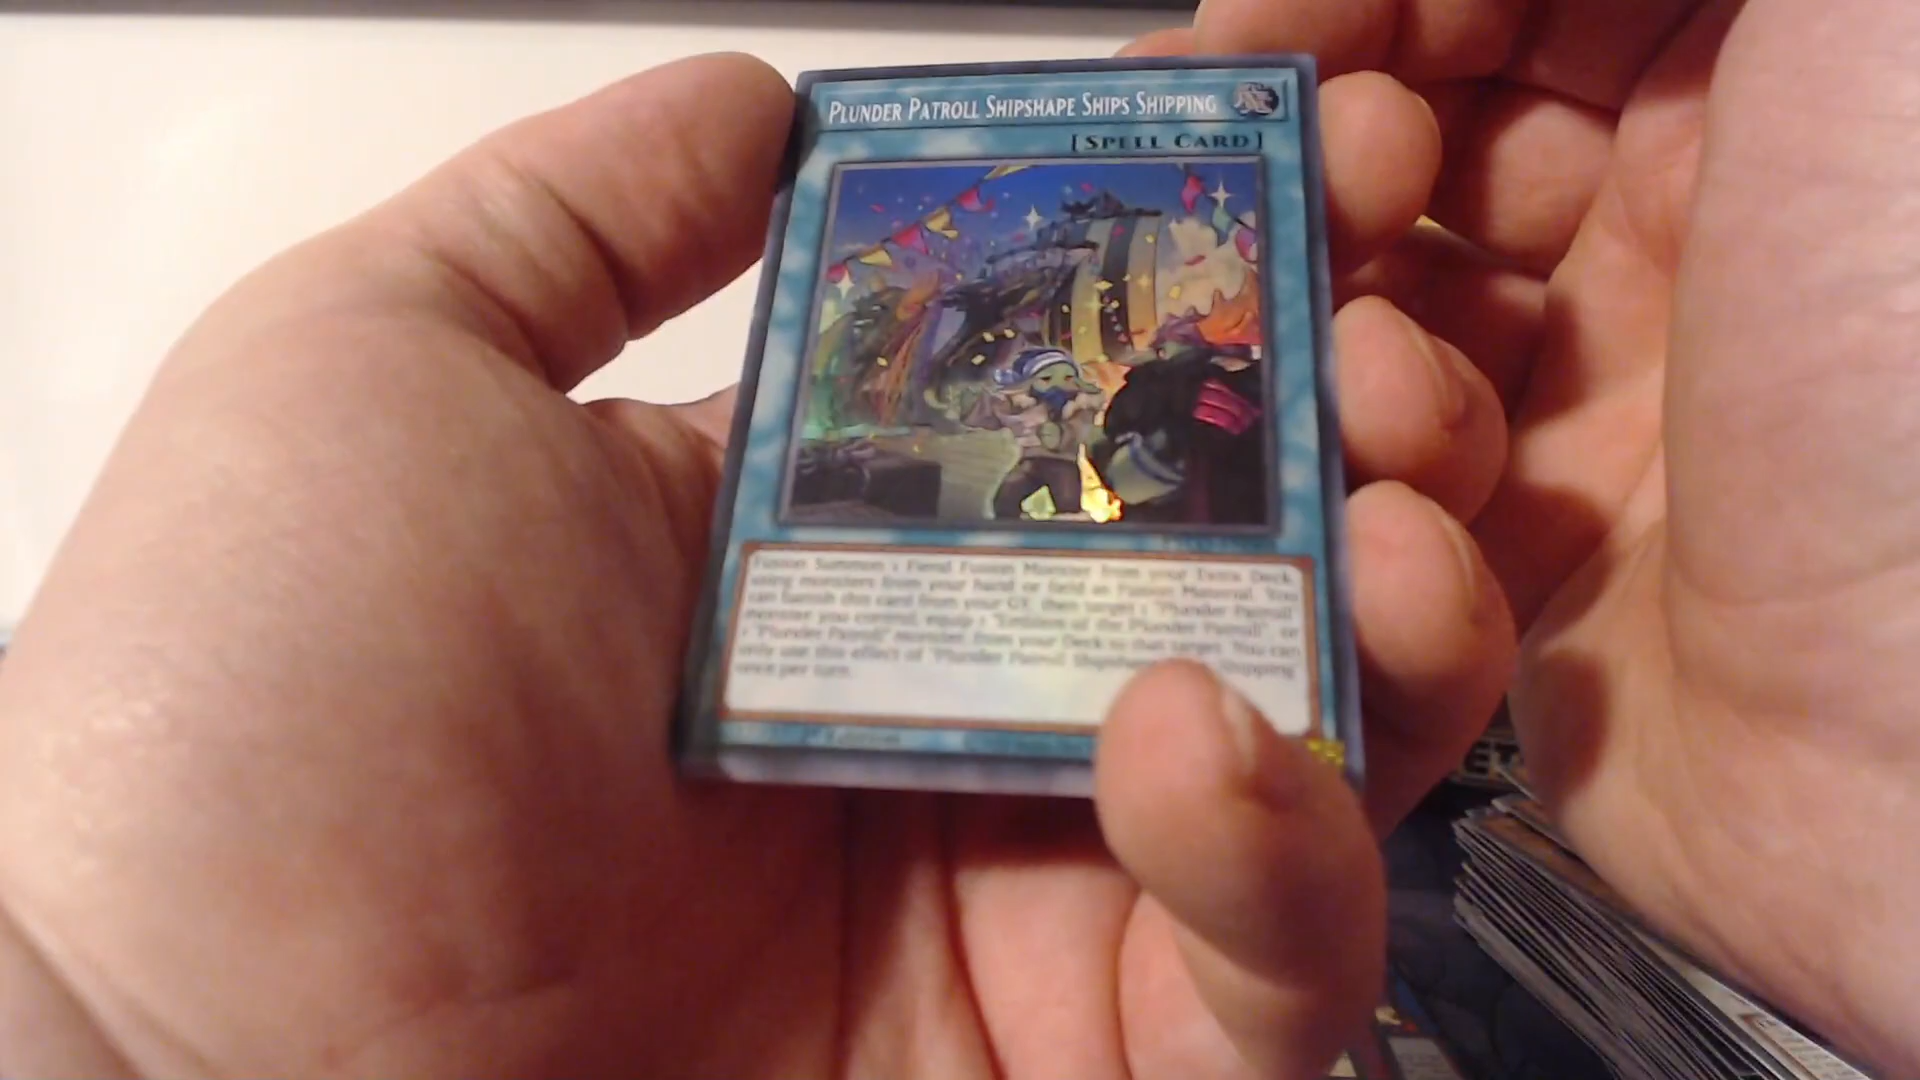 PLUNDER PATROLL SHIPSHAPE SHIPS SHIPPING
[SPELL CARD]
Fusion Summon 1 Fiend Fusion Monster from your Extra Deck,
using monsters from your hand or field as Fusion Material. You
can banish this card from your GY, then target 1 "Plunder Patroll"
monster you control; equip 1 "Emblem of the Plunder Patroll", or
1 "Plunder Patroll" monster, from your Deck to that target. You can
only use this effect of "Plunder Patroll Shipshape Shipping"
once per turn.